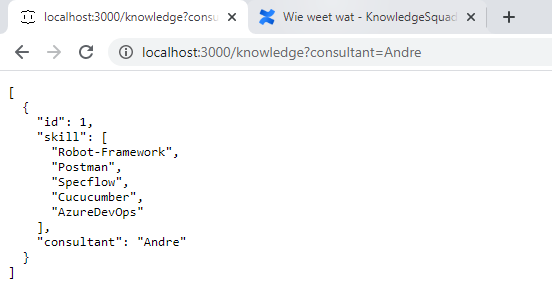 localhost:3000/knowledge?consu
Wie weet wat - KnowledgeSquad
localhost:3000/knowledge?consultant=Andre
[
{
"id": 1,
"skill": [
"Robot-Framework",
"Postman",
"Specflow",
"Cucucumber",
"AzureDevOps"
],
"consultant": "Andre"
}
]